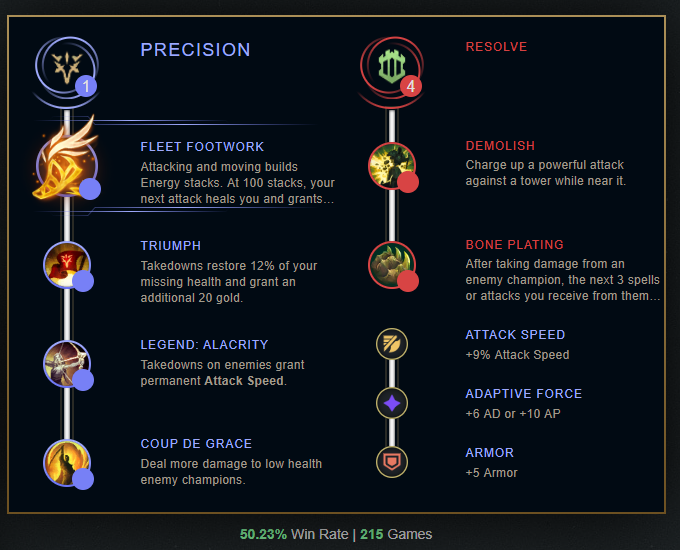 PRECISION
1
FLEET FOOTWORK
Attacking and moving builds
Energy stacks. At 100 stacks, your
next attack heals you and grants...
TRIUMPH
Takedowns restore 12% of your
missing health and grant an
additional 20 gold.
LEGEND: ALACRITY
Takedowns on enemies grant
permanent Attack Speed.
COUP DE GRACE
Deal more damage to low health
enemy champions.
RESOLVE
4
DEMOLISH
Charge up a powerful attack
against a tower while near it.
BONE PLATING
After taking damage from an
enemy champion, the next 3 spells
or attacks you receive from them...
ATTACK SPEED
+9% Attack Speed
ADAPTIVE FORCE
+6 AD or +10 AP
ARMOR
+5 Armor
50.23% Win Rate | 215 Games